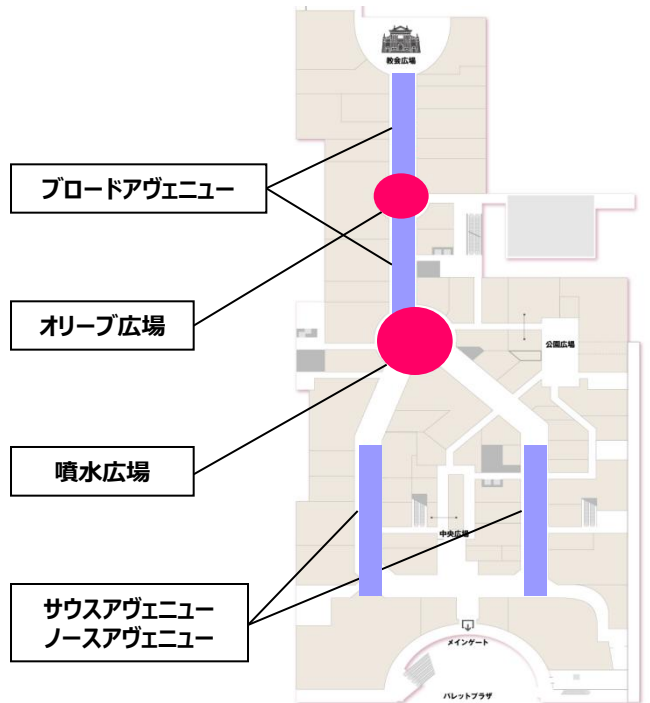 教会広場
ブロードアヴェニュー
オリーブ広場
公園広場
噴水広場
中央広場
サウスアヴェニュー
ノースアヴェニュー
メインゲート
パレットプラザ